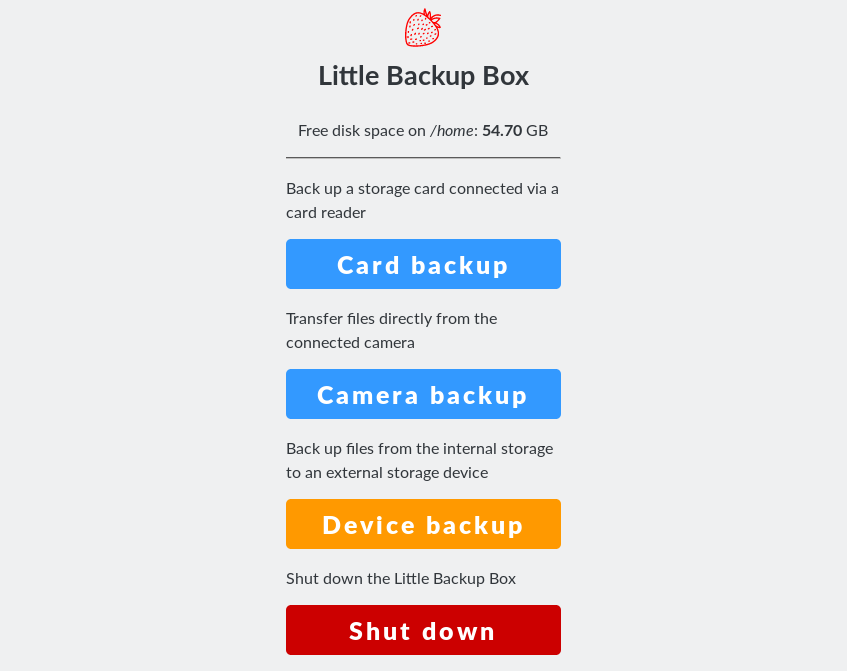 Little Backup Box
Free disk space on /home: 54.70 GB
Back up a storage card connected via a
card reader
Card backup
Transfer files directly from the
connected camera
Camera backup
Back up files from the internal storage
to an external storage device
Device backup
Shut down the Little Backup Box
Shut down